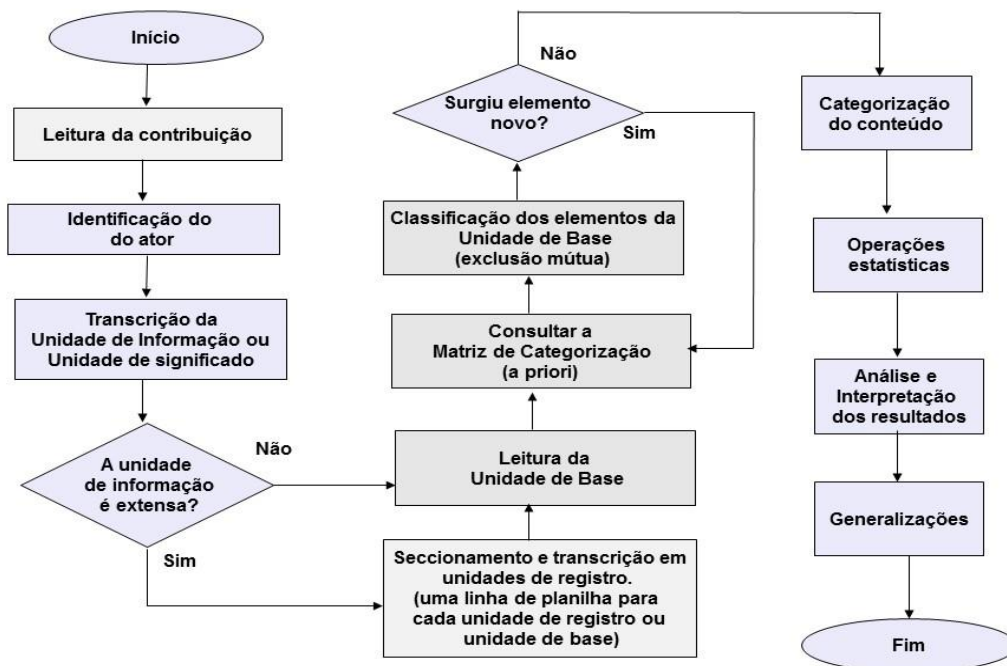 Início
Leitura da contribuição
Identificação do
do ator
Transcrição da
Unidade de Informação ou
Unidade de significado
A unidade
de informação
é extensa?
Não
Sim
Seccionamento e transcrição em
unidades de registro.
(uma linha de planilha para
cada unidade de registro ou
unidade de base)
Leitura da
Unidade de Base
Consultar a
Matriz de Categorização
(a priori)
Classificação dos elementos da
Unidade de Base
(exclusão mútua)
Surgiu elemento
novo?
Não
Sim
Categorização
do conteúdo
Operações
estatísticas
Análise e
Interpretação
dos resultados
Generalizações
Fim